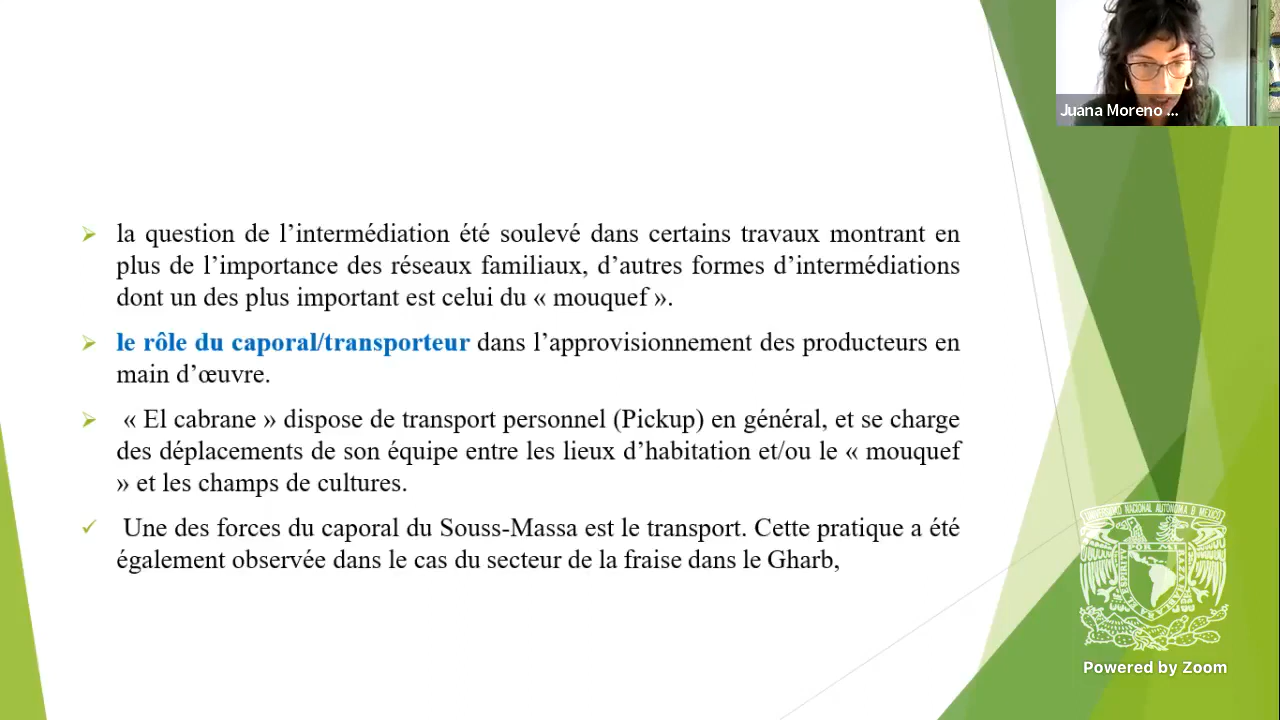 Juana Moreno ...
la question de l’intermédiation été soulevé dans certains travaux montrant en
plus de l’importance des réseaux familiaux, d’autres formes d’intermédiations
dont un des plus important est celui du « mouquef ».
le rôle du caporal/transporteur dans l’approvisionnement des producteurs en
main d’œuvre.
« El cabrane » dispose de transport personnel (Pickup) en général, et se charge
des déplacements de son équipe entre les lieux d’habitation et/ou le « mouquef
» et les champs de cultures.
Une des forces du caporal du Souss-Massa est le transport. Cette pratique a été
également observée dans le cas du secteur de la fraise dans le Gharb,
Powered by Zoom